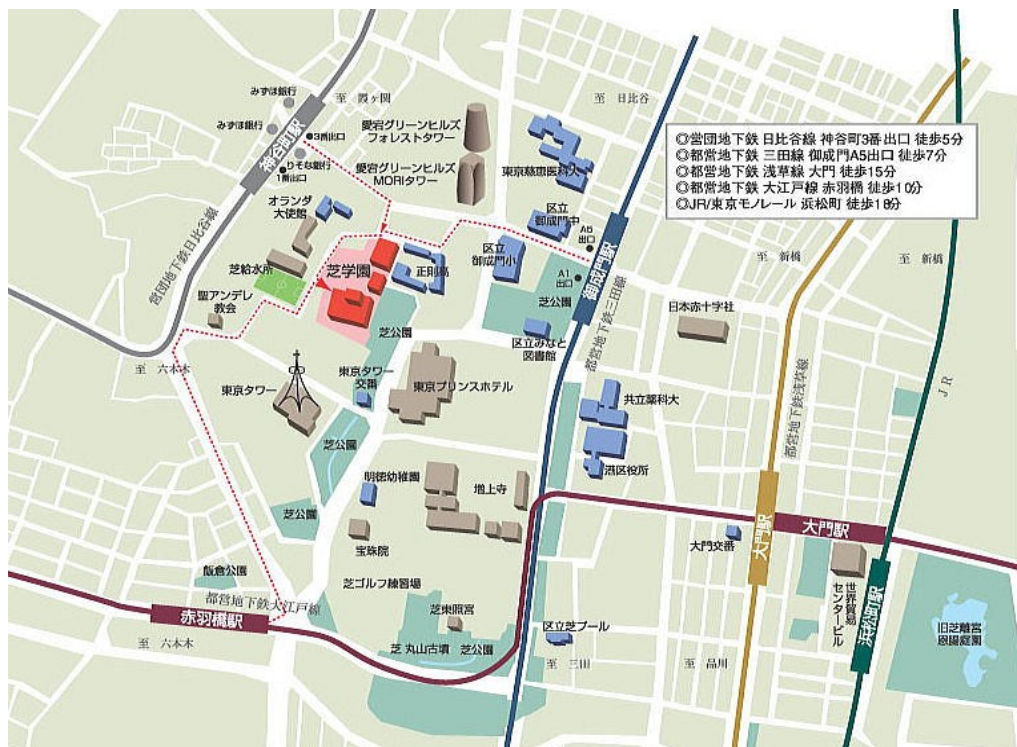 みずほ銀行
至 霞ヶ関
みずほ銀行
●3番出口
神谷町駅
りそな銀行
1番出口
愛宕グリーンヒルズ
フォレストタワー
愛宕グリーンヒルズ
MORIタワー
至 日比谷
東京慈恵医科大
◎営団地下鉄 日比谷線 神谷町3番出口 徒歩5分
◎都営地下鉄 三田線 御成門A5出口 徒歩7分
◎都営地下鉄 浅草線 大門 徒歩15分
◎都営地下鉄 大江戸線 赤羽橋 徒歩10分
◎JR/東京モノレール 浜松町 徒歩18分
オランダ
大使館
営団地下鉄日比谷線
芝給水所
芝学園
正則高
区立
御成門小
区立
御成門中
A5
出口
A1
出口
御成門駅
至 新橋
至 新橋
聖アンデレ
教会
芝公園
芝公園
区立みなと
図書館
都営地下鉄三田線
日本赤十字社
至 六本木
東京タワー
東京タワー
交番
東京プリンスホテル
都営地下鉄浅草線
JR
共立薬科大
芝公園
明徳幼稚園
増上寺
港区役所
芝公園
宝珠院
大門駅
大門駅
大門交番
飯倉公園
芝ゴルフ練習場
都営地下鉄大江戸線
赤羽橋駅
芝東照宮
世界貿易
センタービル
浜松町駅
旧芝離宮
恩賜庭園
至 六本木
芝 丸山古墳
芝公園
区立芝プール
至 三田
至 品川